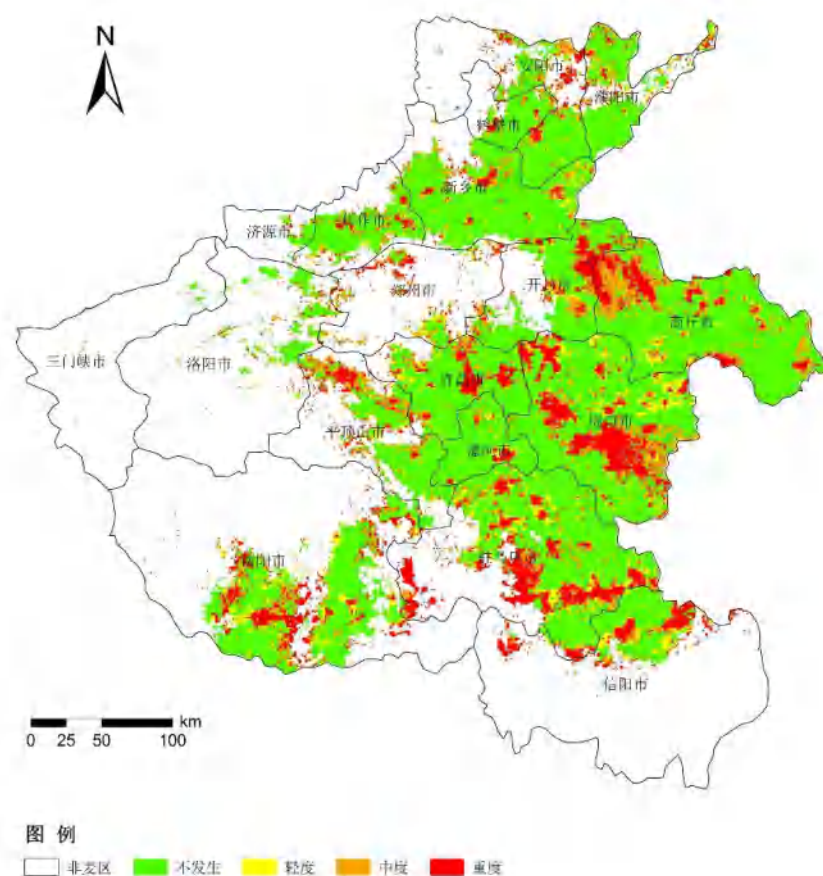 N
安阳市
濮阳市
鹤壁市
新乡市
焦作市
济源市
郑州市
开封市
商丘市
三门峡市
洛阳市
许昌市
周口市
平顶山市
漯河市
南阳市
驻马店市
信阳市
km
0 25 50 100
图 例
非麦区 不发生 轻度 中度 重度